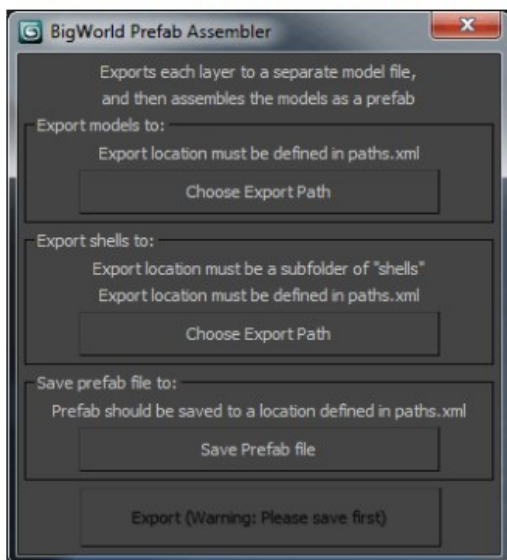 BigWorld Prefab Assembler
Exports each layer to a separate model file,
and then assembles the models as a prefab
Export models to:
Export location must be defined in paths.xml
Choose Export Path
Export shells to:
Export location must be a subfolder of "shells"
Export location must be defined in paths.xml
Choose Export Path
Save prefab file to:
Prefab should be saved to a location defined in paths.xml
Save Prefab file
Export (Warning: Please save first)